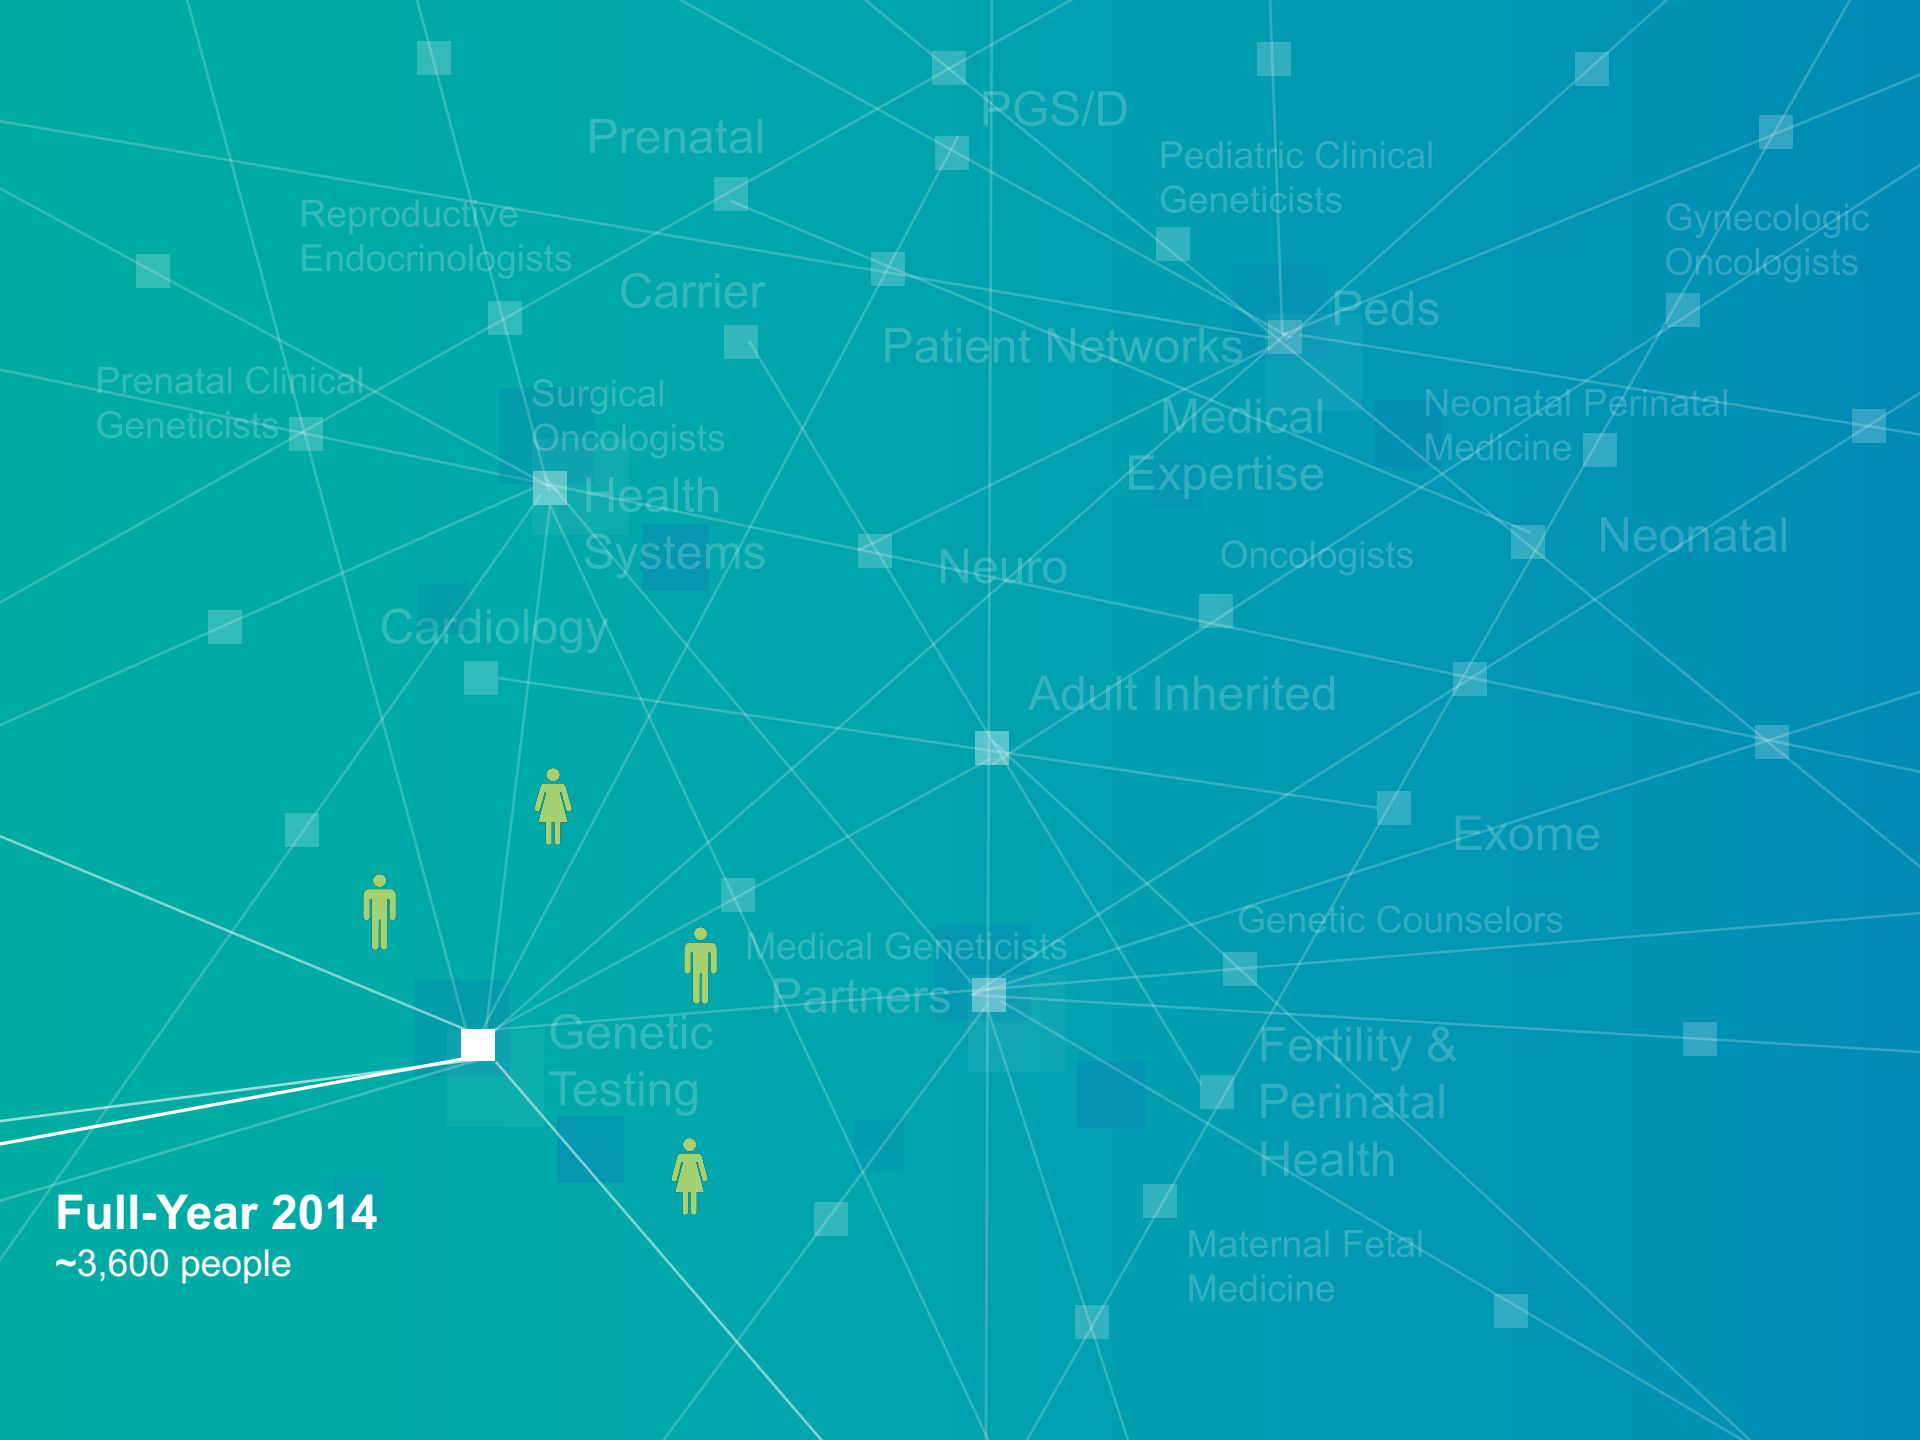 PGS/D
Prenatal
Pediatric Clinical
Geneticists
Reproductive
Endocrinologists
Gynecologic
Oncologists
Carrier
Peds
Patient Networks
Prenatal Clinical
Geneticists
Surgical
Oncologists
Medical
Expertise
Neonatal Perinatal
Medicine
Health
Systems
Neuro
Oncologists
Neonatal
Cardiology
Adult Inherited
Exome
Genetic Counselors
Medical Geneticists
Partners
Genetic
Testing
Fertility &
Perinatal
Health
Full-Year 2014
~3,600 people
Maternal Fetal
Medicine